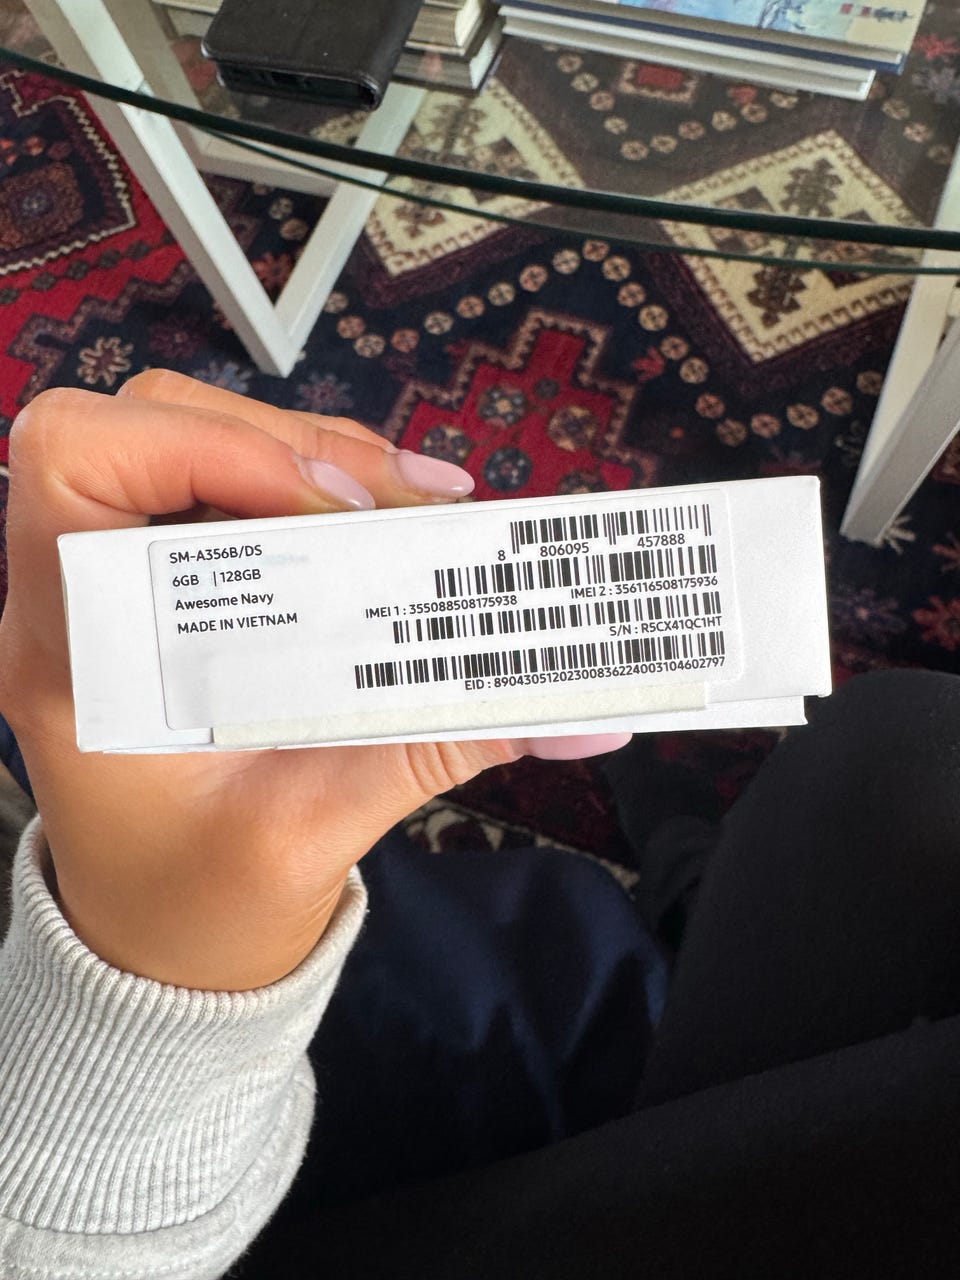 SM-A356B/DS
6GB | 128GB
Awesome Navy
MADE IN VIETNAM
8 806095 457888
IMEI 1 : 355088508175938
IMEI 2 : 356116508175936
S/N : R5CX41QC1HT
EID : 89043051202300836224003104602797